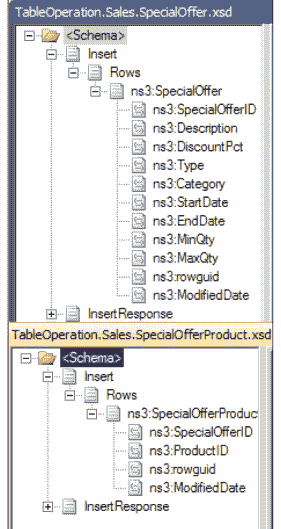 TableOperation.Sales.SpecialOffer.xsd
<Schema>
Insert
Rows
ns3:SpecialOffer
ns3:SpecialOfferID
ns3:Description
ns3:DiscountPct
ns3:Type
ns3:Category
ns3:StartDate
ns3:EndDate
ns3:MinQty
ns3:MaxQty
ns3:rowguid
ns3:ModifiedDate
InsertResponse
TableOperation.Sales.SpecialOfferProduct.xsd
<Schema>
Insert
Rows
ns3:SpecialOfferProduc
ns3:SpecialOfferID
ns3:ProductID
ns3:rowguid
ns3:ModifiedDate
InsertResponse